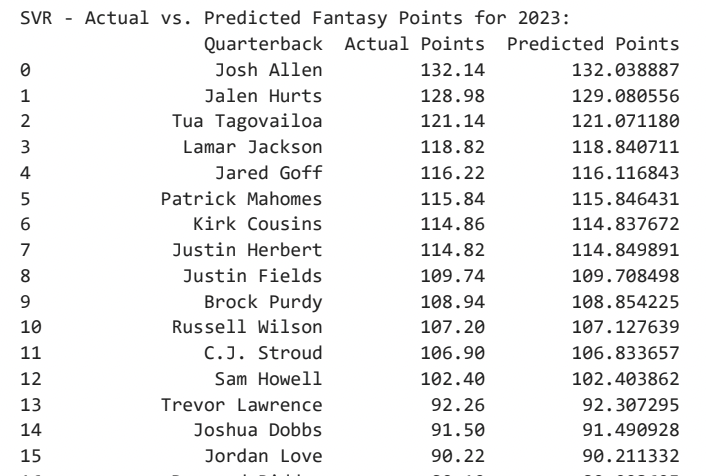 SVR - Actual vs. Predicted Fantasy Points for 2023:
Quarterback Actual Points Predicted Points
0 Josh Allen 132.14 132.038887
1 Jalen Hurts 128.98 129.080556
2 Tua Tagovailoa 121.14 121.071180
3 Lamar Jackson 118.82 118.840711
4 Jared Goff 116.22 116.116843
5 Patrick Mahomes 115.84 115.846431
6 Kirk Cousins 114.86 114.837672
7 Justin Herbert 114.82 114.849891
8 Justin Fields 109.74 109.708498
9 Brock Purdy 108.94 108.854225
10 Russell Wilson 107.20 107.127639
11 C.J. Stroud 106.90 106.833657
12 Sam Howell 102.40 102.403862
13 Trevor Lawrence 92.26 92.307295
14 Joshua Dobbs 91.50 91.490928
15 Jordan Love 90.22 90.211332